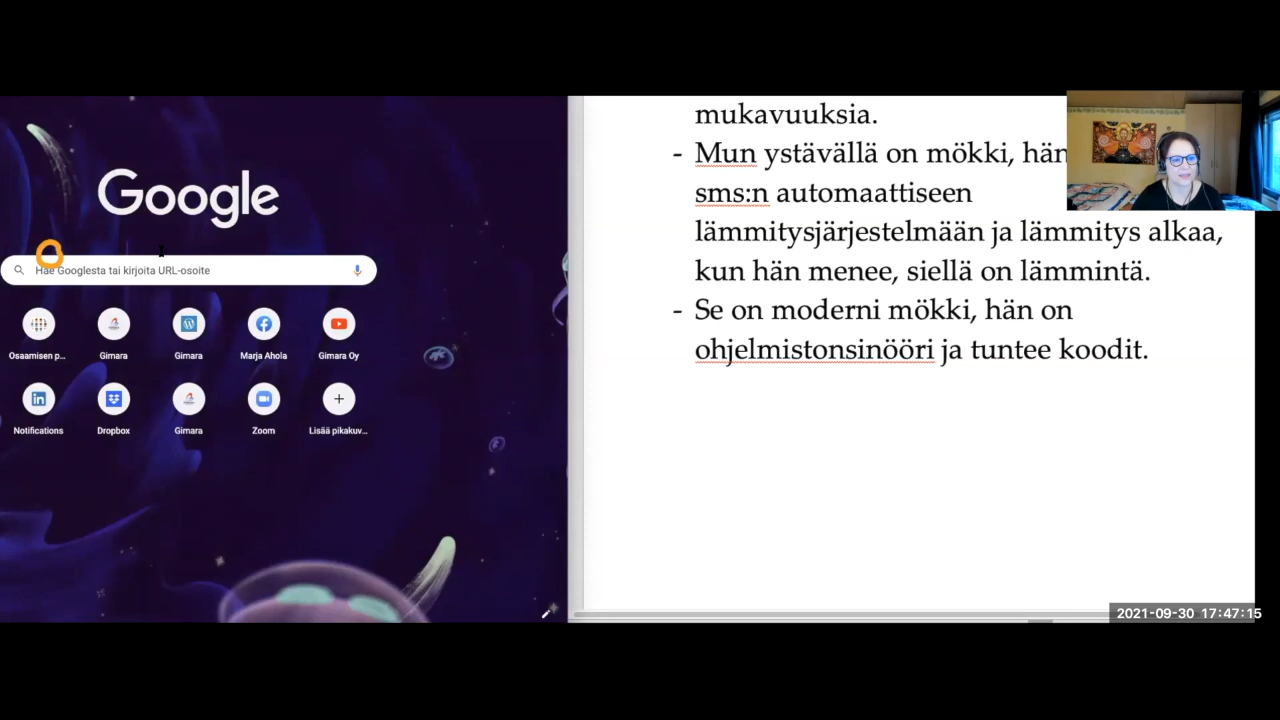 Google
Hae Googlesta tai kirjoita URL-osoite
Osaamisen p...
Gimara
Gimara
Marja Ahola
Gimara Oy
Notifications
Dropbox
Gimara
Zoom
Lisää pikakuv...
mukavuuksia.
- Mun ystävällä on mökki, hän
sms:n automaattiseen
lämmitysjärjestelmään ja lämmitys alkaa,
kun hän menee, siellä on lämmintä.
- Se on moderni mökki, hän on
ohjelmistonsinööri ja tuntee koodit.
2021-09-30 17:47:15